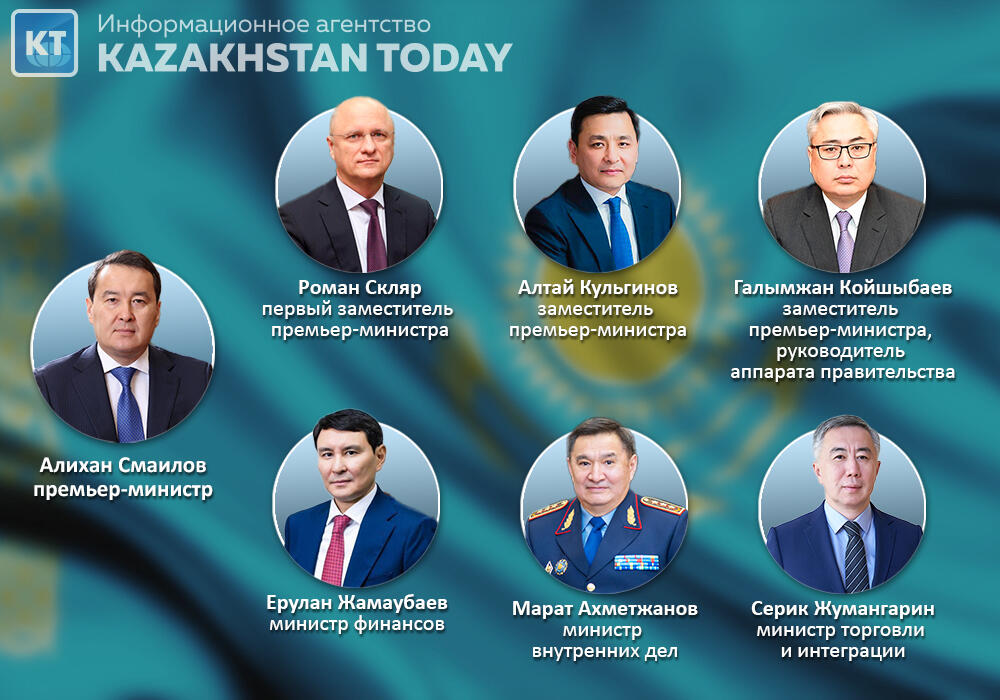 KT
Информационное агентство
KAZAKHSTAN TODAY
Роман Скляр
первый заместитель
премьер-министра
Алтай Кульгинов
заместитель
премьер-министра
Галымжан Койшыбаев
заместитель
премьер-министра,
руководитель
аппарата правительства
Алихан Смаилов
премьер-министр
Ерулан Жамаубаев
министр финансов
Марат Ахметжанов
министр
внутренних дел
Серик Жумангарин
министр торговли
и интеграции